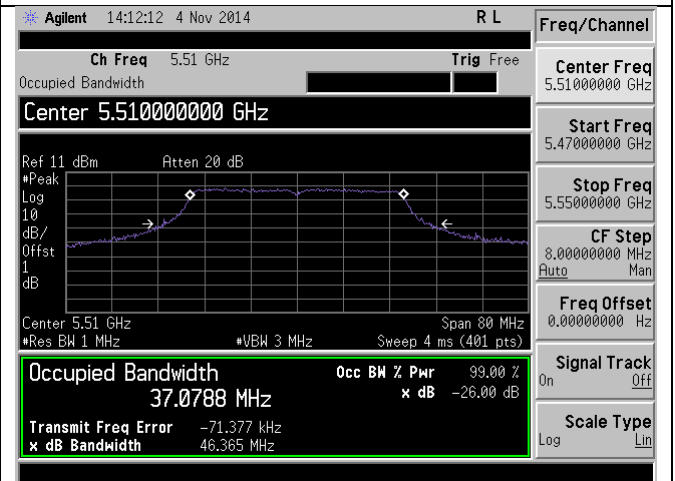 Agilent 14:12:12 4 Nov 2014 R L
Ch Freq 5.51 GHz Trig Free
Occupied Bandwidth
Center 5.510000000 GHz
Ref 11 dBm Atten 20 dB
#Peak
Log
10
dB/
Offst
1
dB
Center 5.51 GHz Span 80 MHz
#Res BW 1 MHz #VBW 3 MHz Sweep 4 ms (401 pts)
Occupied Bandwidth Occ BW % Pwr 99.00 %
37.0788 MHz x dB -26.00 dB
Transmit Freq Error -71.377 kHz
x dB Bandwidth 46.365 MHz
Freq/Channel
Center Freq
5.51000000 GHz
Start Freq
5.47000000 GHz
Stop Freq
5.55000000 GHz
CF Step
8.00000000 MHz
Auto Man
Freq Offset
0.00000000 Hz
Signal Track
On Off
Scale Type
Log Lin